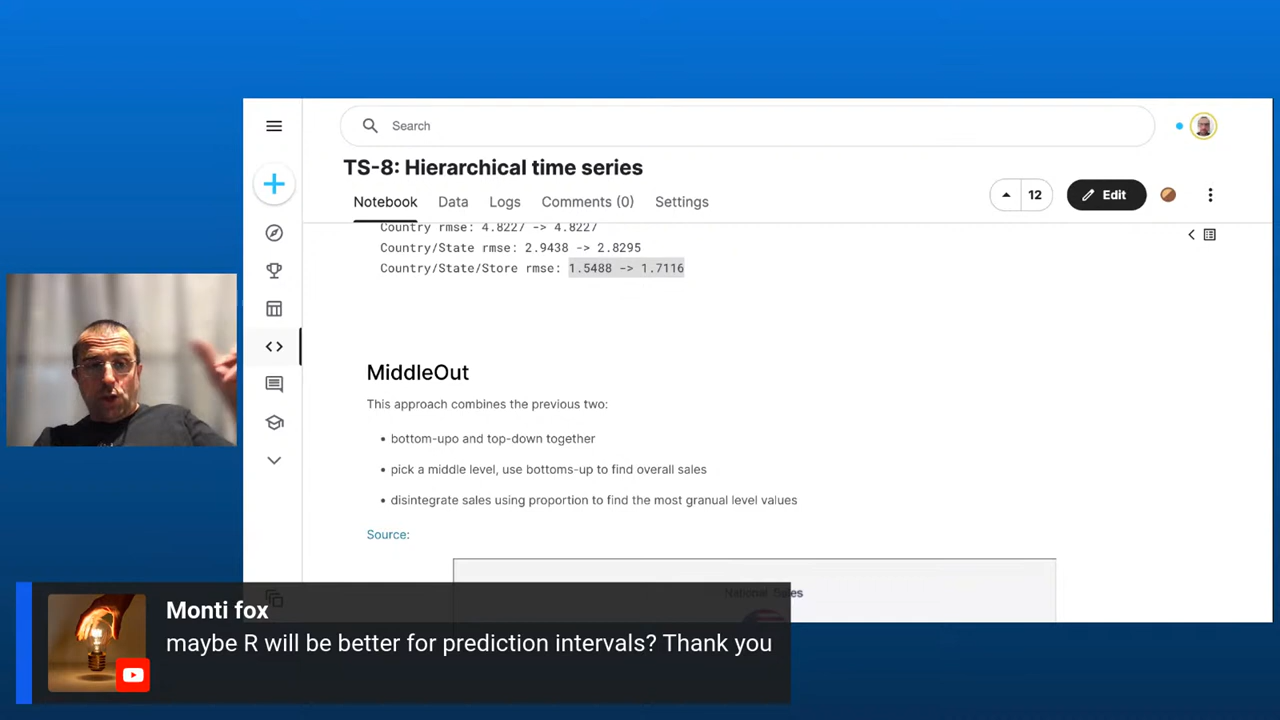 Search
TS-8: Hierarchical time series
12
Edit
Notebook
Data
Logs
Comments (0)
Settings
Country rmse: 4.8227 -> 4.8227
Country/State rmse: 2.9438 -> 2.8295
Country/State/Store rmse: 1.5488 -> 1.7116
MiddleOut
This approach combines the previous two:
bottom-upo and top-down together
pick a middle level, use bottoms-up to find overall sales
disintegrate sales using proportion to find the most granual level values
Source:
National Sales
Monti fox
maybe R will be better for prediction intervals? Thank you